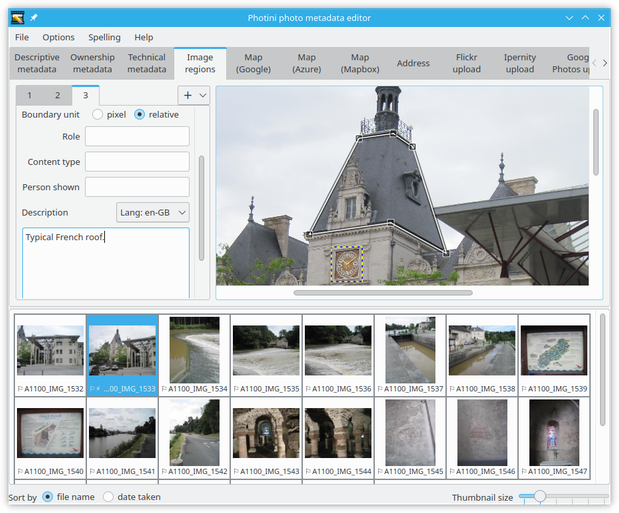 Photini photo metadata editor
File Options Spelling Help
Descriptive metadata
Ownership metadata
Technical metadata
Image regions
Map (Google)
Map (Azure)
Map (Mapbox)
Address
Flickr upload
Ipernity upload
Goog
Photos up
1 2 3
Boundary unit pixel relative
Role
Content type
Person shown
Description Lang: en-GB
Typical French roof.
A1100_IMG_1532 ...00_IMG_1533 A1100_IMG_1534 A1100_IMG_1535 A1100_IMG_1536 A1100_IMG_1537 A1100_IMG_1538 A1100_IMG_1539
A1100_IMG_1540 A1100_IMG_1541 A1100_IMG_1542 A1100_IMG_1543 A1100_IMG_1544 A1100_IMG_1545 A1100_IMG_1546 A1100_IMG_1547
Sort by file name date taken Thumbnail size